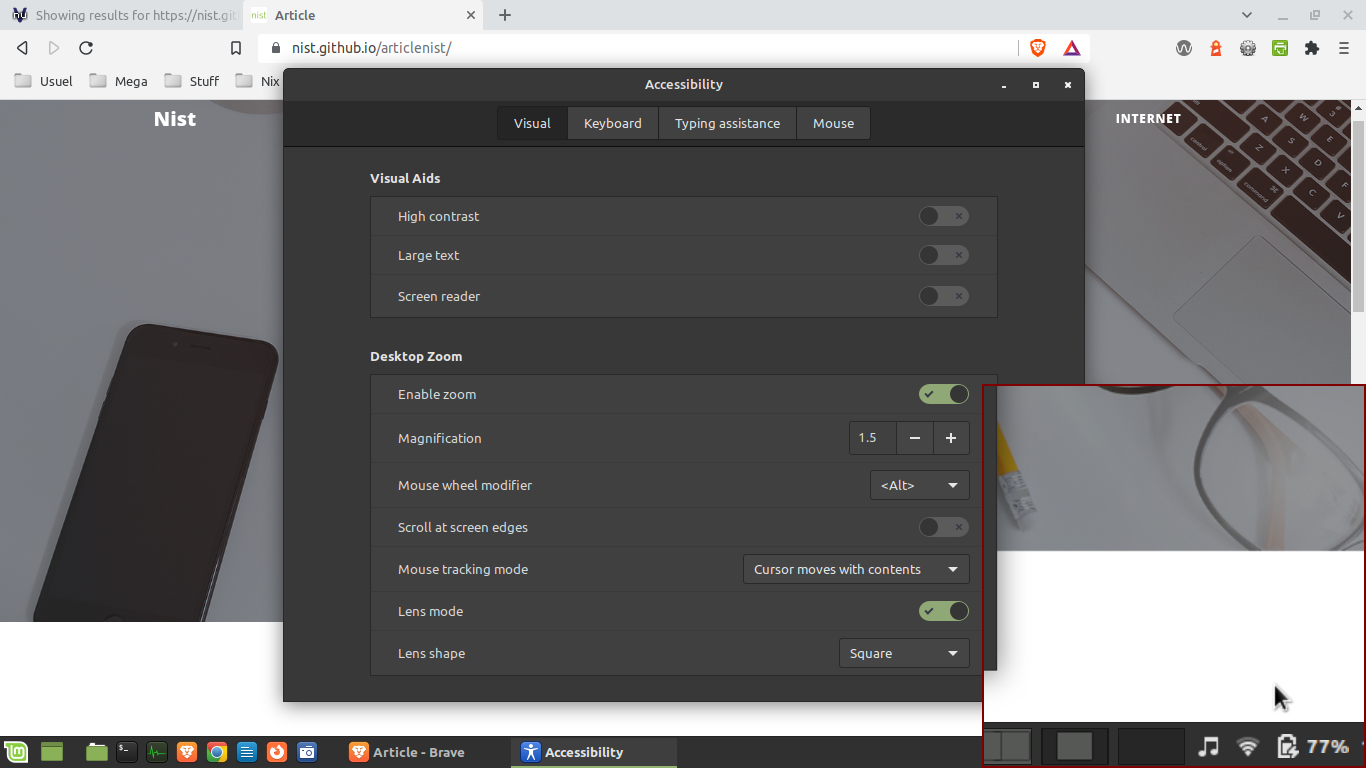 Showing results for https://nist.git
nist Article
nist.github.io/articlenist/
Usuel Mega Stuff Nix
Accessibility
Nist
INTERNET
Visual Keyboard Typing assistance Mouse
Visual Aids
High contrast
Large text
Screen reader
Desktop Zoom
Enable zoom
Magnification 1.5
Mouse wheel modifier <Alt>
Scroll at screen edges
Mouse tracking mode Cursor moves with contents
Lens mode
Lens shape Square
Article - Brave Accessibility 77%